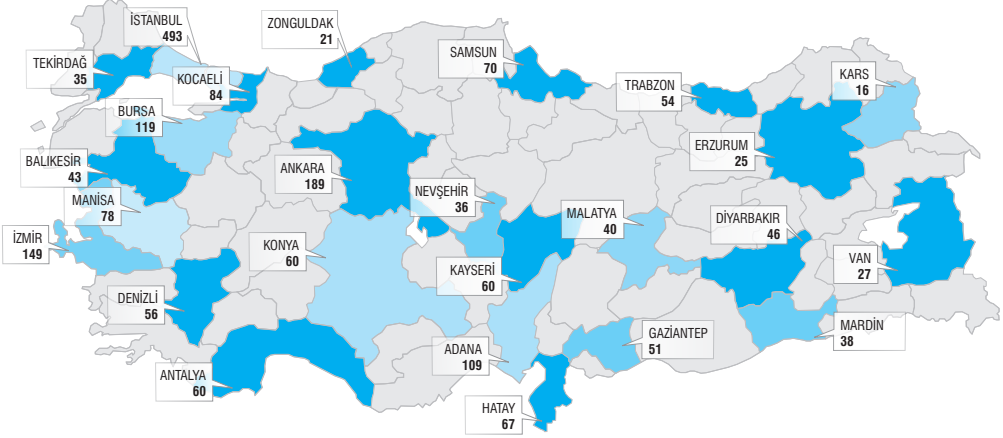 İSTANBUL
493
ZONGULDAK
21
SAMSUN
70
TEKİRDAĞ
35
KOCAELİ
84
TRABZON
54
KARS
16
BURSA
119
ERZURUM
25
BALIKESİR
43
ANKARA
189
NEVŞEHİR
36
MANİSA
78
MALATYA
40
DİYARBAKIR
46
İZMİR
149
KONYA
60
VAN
27
KAYSERİ
60
DENİZLİ
56
GAZİANTEP
51
MARDİN
38
ADANA
109
ANTALYA
60
HATAY
67